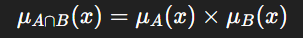 μ_{A∩B}(x) = μ_A(x) × μ_B(x)